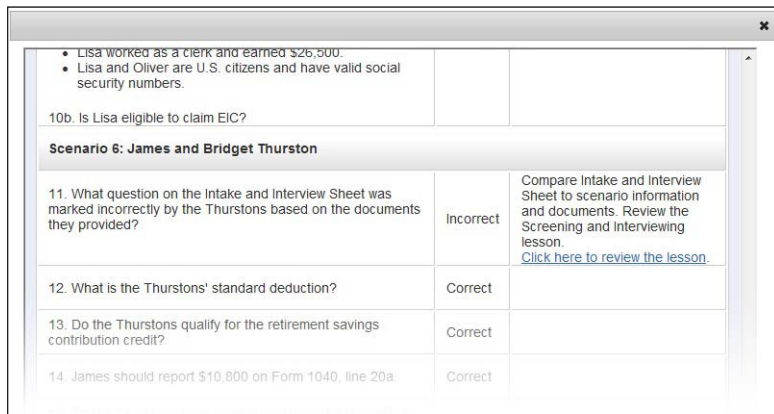 Lisa worked as a clerk and earned $26,500.
Lisa and Oliver are U.S. citizens and have valid social
security numbers.
10b. Is Lisa eligible to claim EIC?
Scenario 6: James and Bridget Thurston
11. What question on the Intake and Interview Sheet was
marked incorrectly by the Thurstons based on the documents
they provided?
Incorrect
Compare Intake and Interview
Sheet to scenario information
and documents. Review the
Screening and Interviewing
lesson.
Click here to review the lesson.
12. What is the Thurstons' standard deduction?
Correct
13. Do the Thurstons qualify for the retirement savings
contribution credit?
Correct
14. James should report $10,800 on Form 1040, line 20a.
Correct